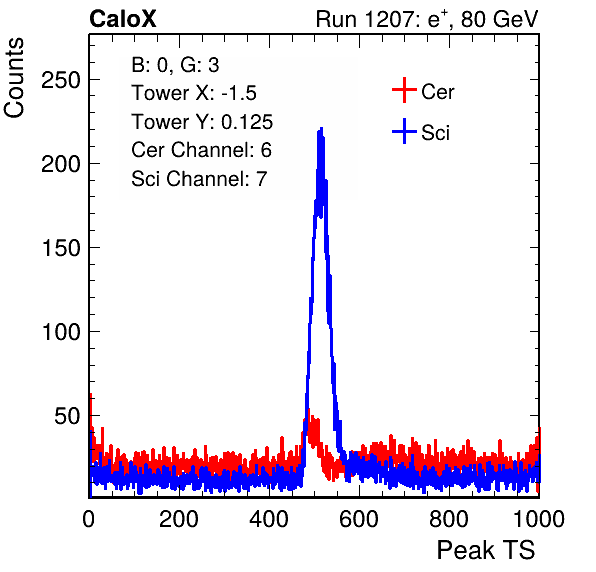 CaloX Run 1207: e⁺, 80 GeV
Counts
B: 0, G: 3
Tower X: -1.5
Tower Y: 0.125
Cer Channel: 6
Sci Channel: 7
Cer
Sci
250
200
150
100
50
0 200 400 600 800 1000
Peak TS